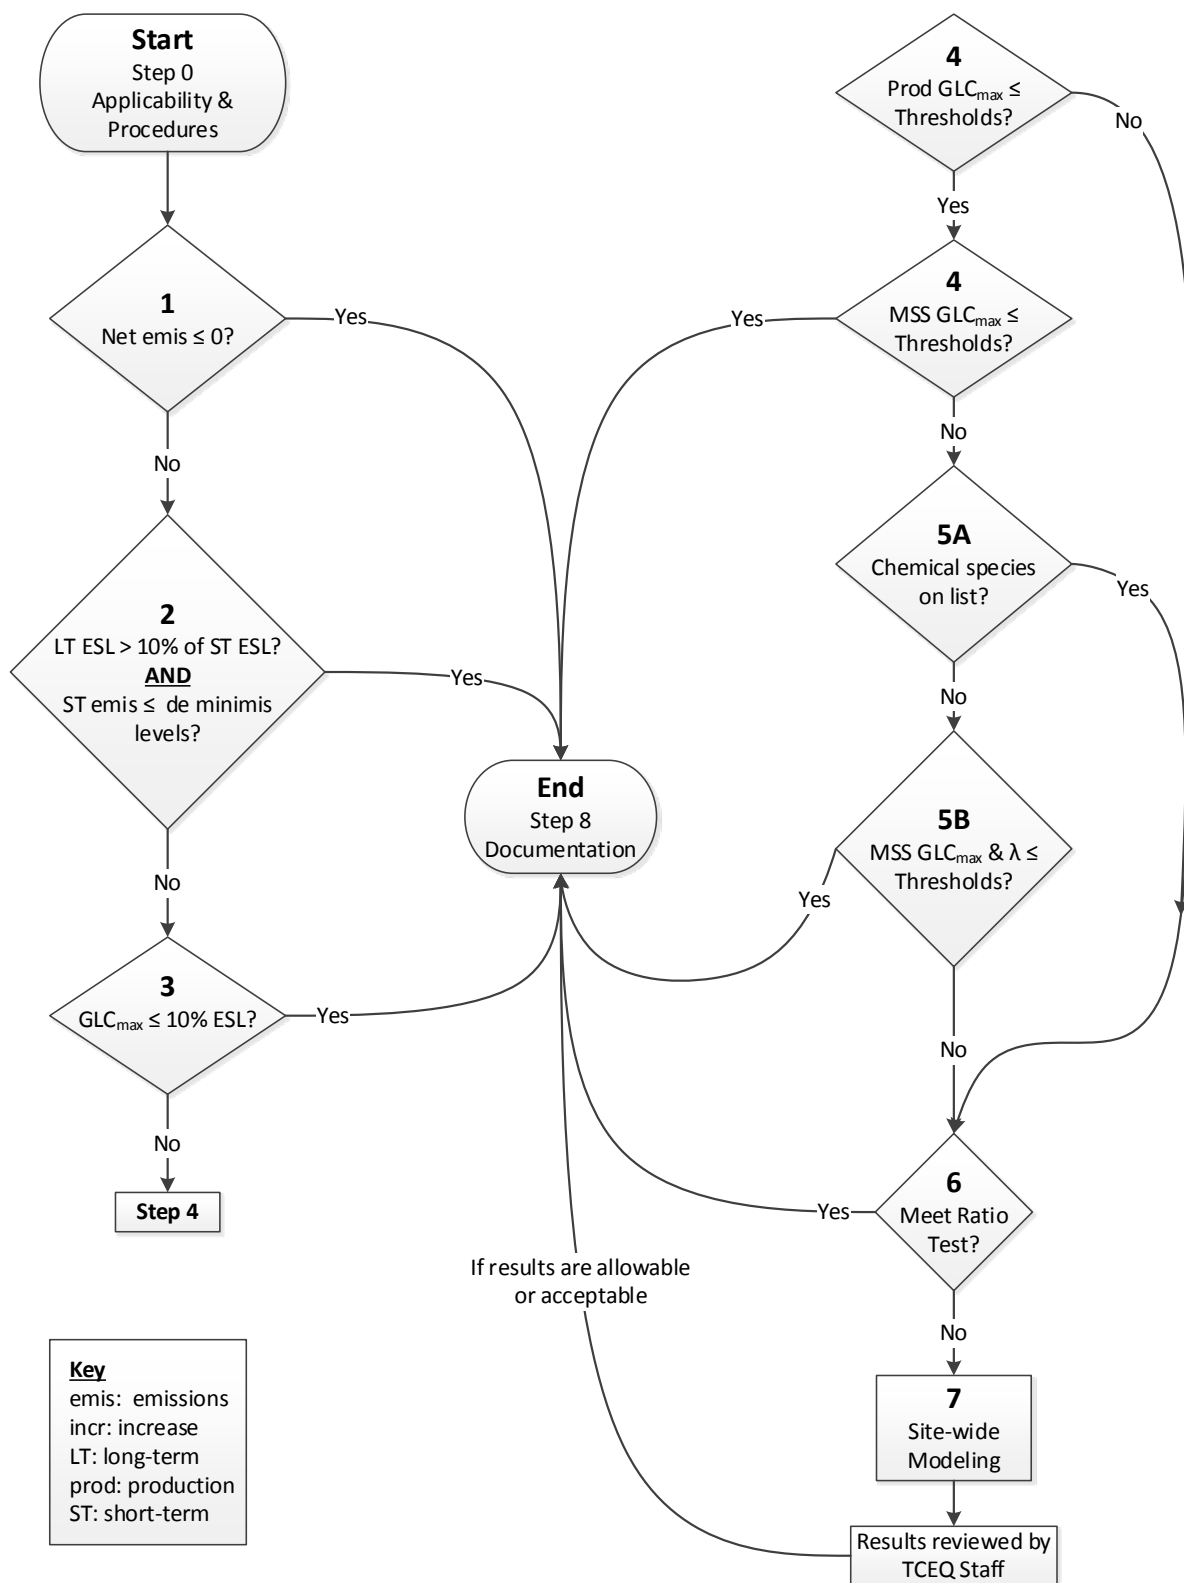 Start
Step 0
Applicability &
Procedures
Yes
1
Net emis ≤ 0?
No
2
LT ESL > 10% of ST ESL?
AND
ST emis ≤ de minimis
levels?
Yes
No
3
GLCmax ≤ 10% ESL?
Yes
No
Step 4
Key
emis: emissions
incr: increase
LT: long-term
prod: production
ST: short-term
End
Step 8
Documentation
If results are allowable
or acceptable
4
Prod GLCmax ≤
Thresholds?
No
Yes
4
MSS GLCmax ≤
Thresholds?
Yes
No
5A
Chemical species
on list?
Yes
No
5B
MSS GLCmax & λ ≤
Thresholds?
Yes
No
6
Meet Ratio
Test?
Yes
No
7
Site-wide
Modeling
Results reviewed by
TCEQ Staff